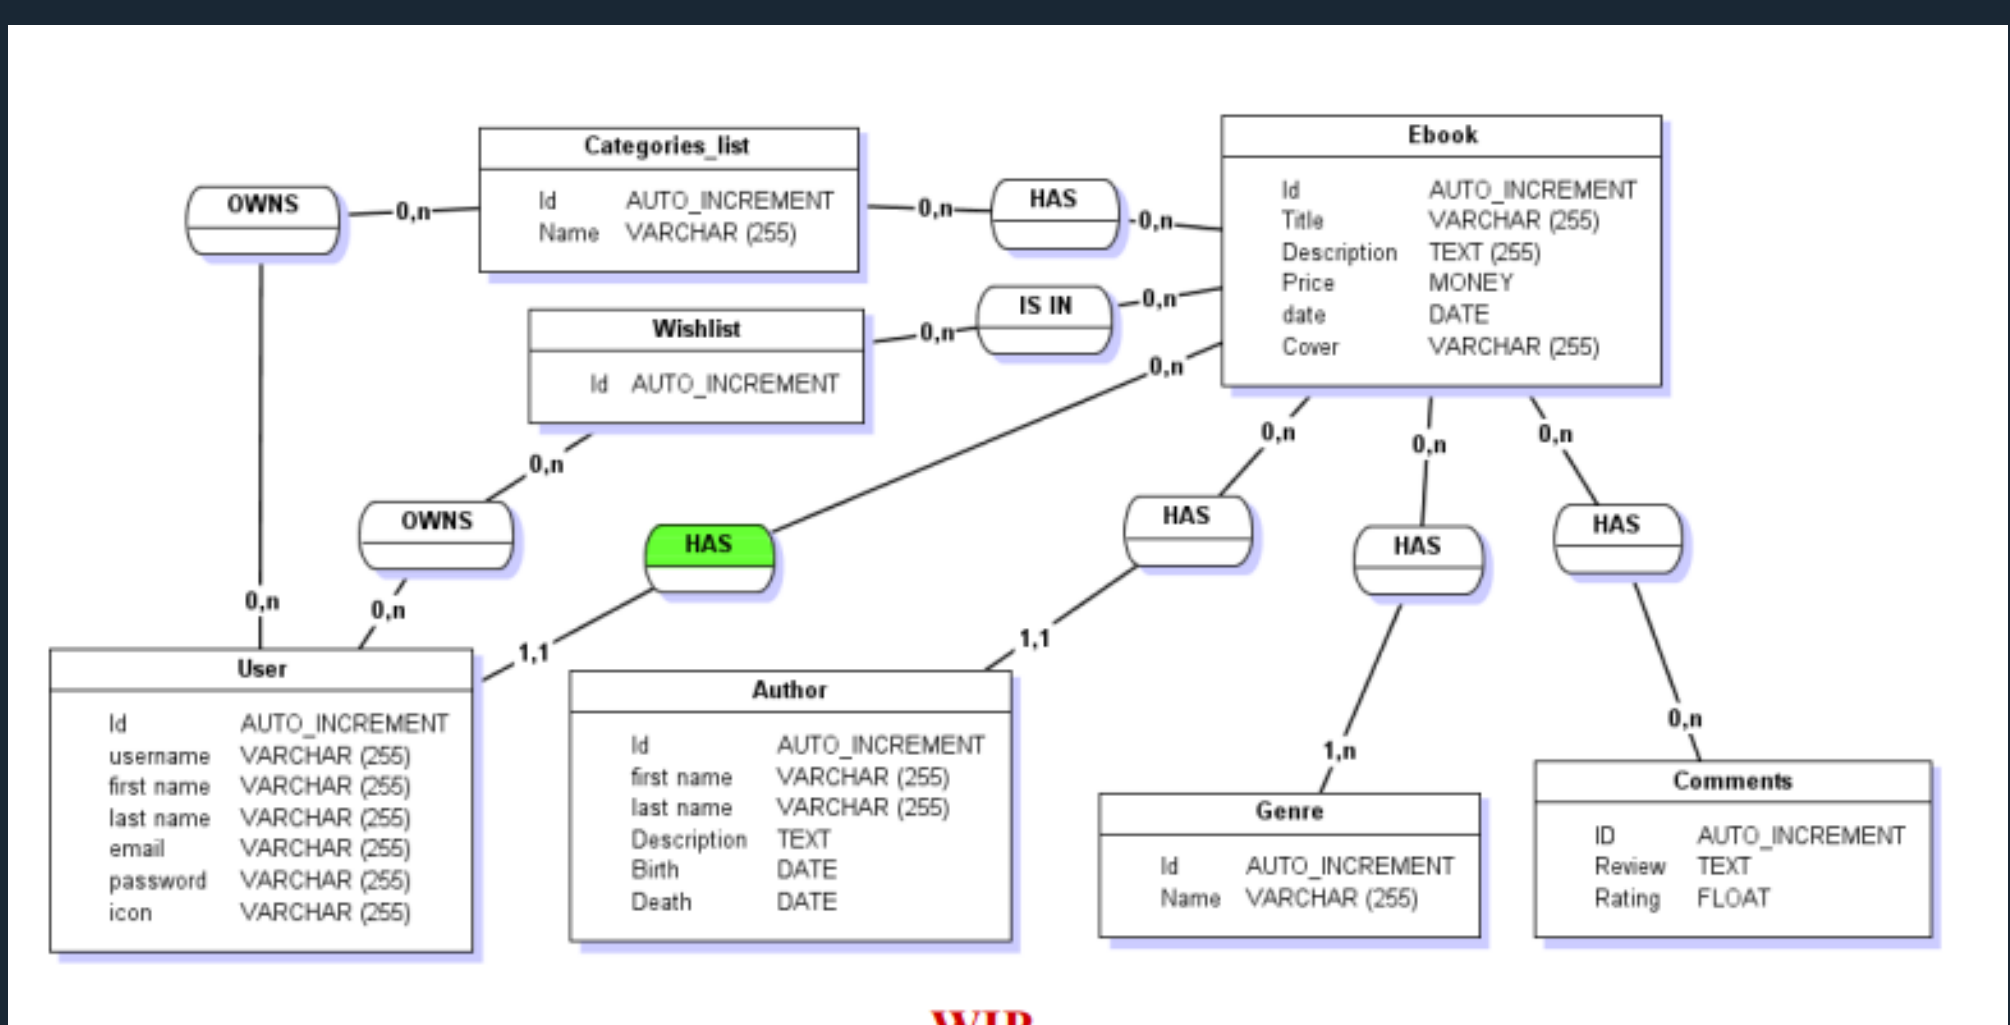 Categories_list
Id AUTO_INCREMENT
Name VARCHAR (255)
Ebook
Id AUTO_INCREMENT
Title VARCHAR (255)
Description TEXT (255)
Price MONEY
date DATE
Cover VARCHAR (255)
OWNS
0,n
0,n
HAS
0,n
0,n
IS IN
0,n
0,n
Wishlist
Id AUTO_INCREMENT
0,n
OWNS
0,n
0,n
HAS
1,1
0,n
HAS
1,1
0,n
HAS
1,n
0,n
HAS
0,n
User
Id AUTO_INCREMENT
username VARCHAR (255)
first name VARCHAR (255)
last name VARCHAR (255)
email VARCHAR (255)
password VARCHAR (255)
icon VARCHAR (255)
Author
Id AUTO_INCREMENT
first name VARCHAR (255)
last name VARCHAR (255)
Description TEXT
Birth DATE
Death DATE
Genre
Id AUTO_INCREMENT
Name VARCHAR (255)
Comments
ID AUTO_INCREMENT
Review TEXT
Rating FLOAT
WIP